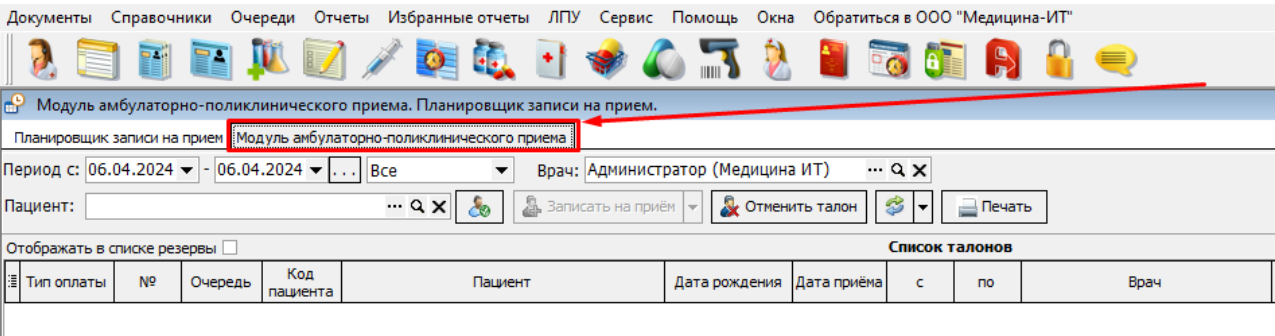 Документы Справочники Очереди Отчеты Избранные отчеты ЛПУ Сервис Помощь Окна Обратиться в ООО "Медицина-ИТ"
Модуль амбулаторно-поликлинического приема. Планировщик записи на прием.
Планировщик записи на прием Модуль амбулаторно-поликлинического приема
Период с: 06.04.2024 - 06.04.2024 ... Все Врач: Администратор (Медицина ИТ) ...
Пациент: ... Записать на приём Отменить талон Печать
Отображать в списке резервы Список талонов
Тип оплаты № Очередь Код пациента Пациент Дата рождения Дата приёма с по Врач